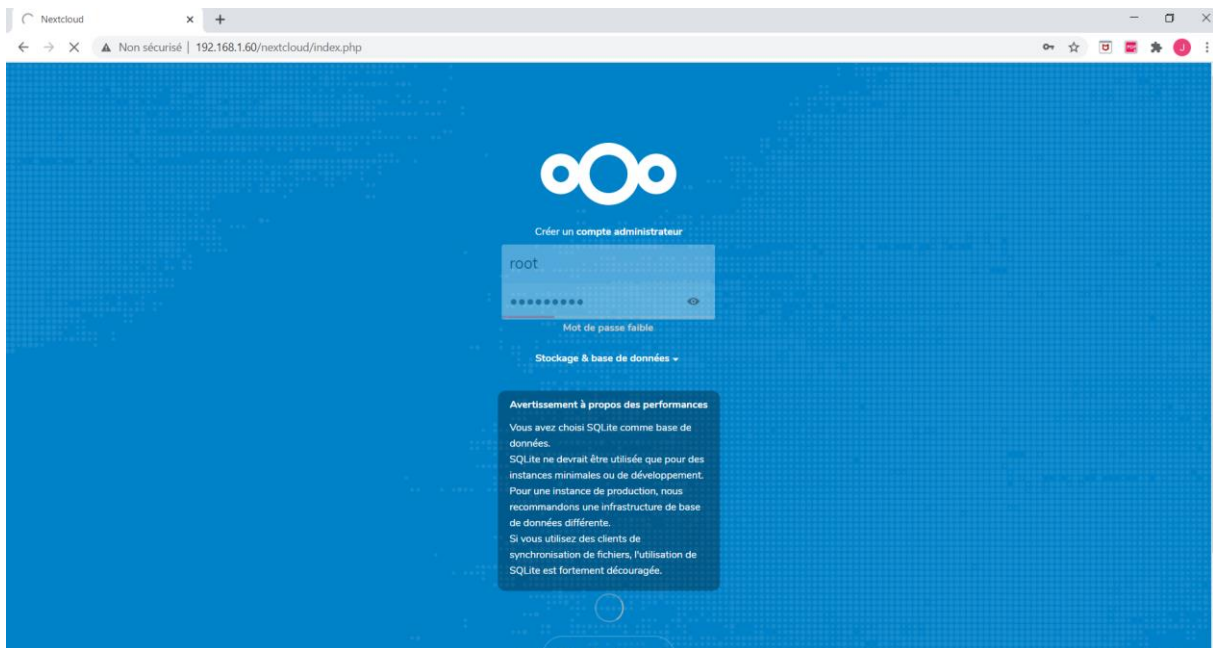 Nextcloud
Non sécurisé | 192.168.1.60/nextcloud/index.php
J
Créer un compte administrateur
root
Mot de passe faible
Stockage & base de données
Avertissement à propos des performances
Vous avez choisi SQLite comme base de
données.
SQLite ne devrait être utilisée que pour des
instances minimales ou de développement.
Pour une instance de production, nous
recommandons une infrastructure de base
de données différente.
Si vous utilisez des clients de
synchronisation de fichiers, l'utilisation de
SQLite est fortement découragée.